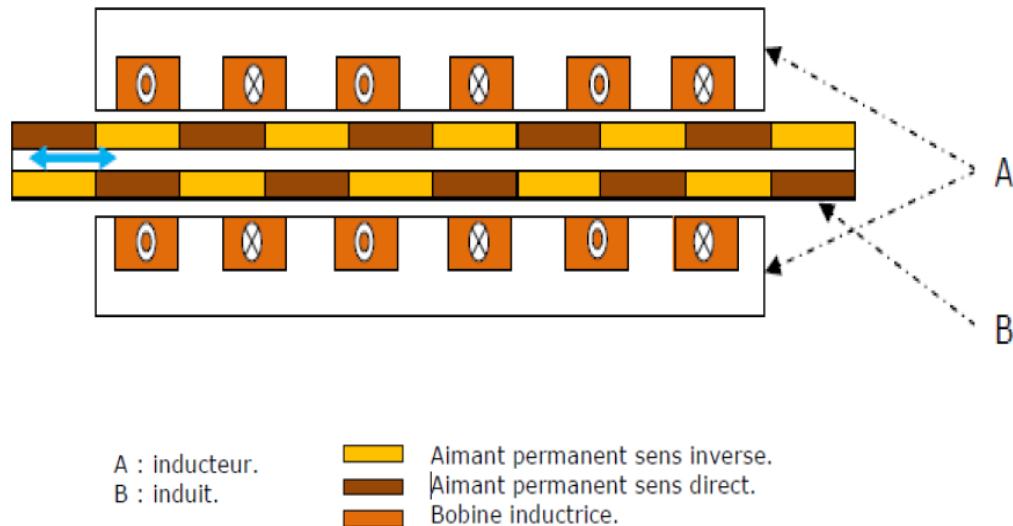 A
B
A : inducteur.
B : induit.
Aimant permanent sens inverse.
Aimant permanent sens direct.
Bobine inductrice.